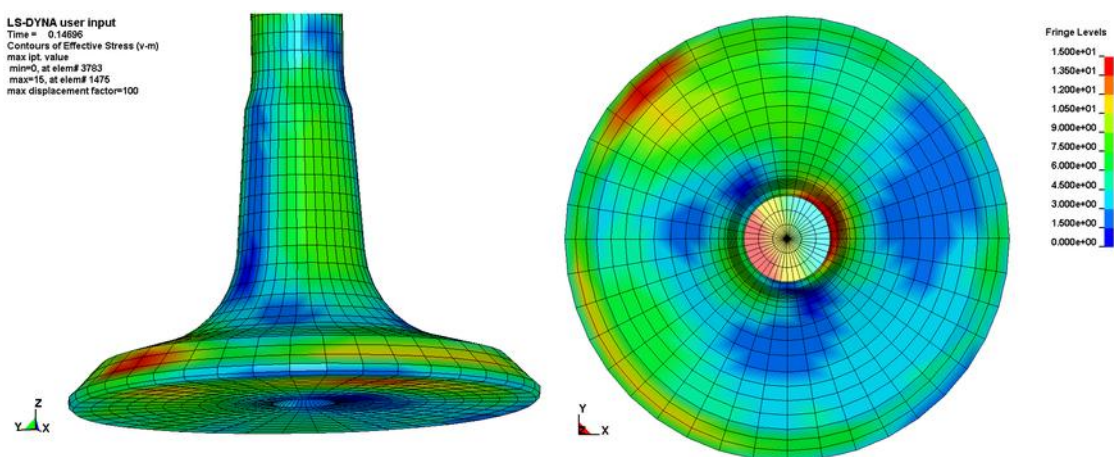 LS-DYNA user input
Time = 0.14696
Contours of Effective Stress (v-m)
max ipt. value
min=0, at elem# 3783
max=15, at elem# 1475
max displacement factor=100
Z
Y
X
Y
X
Fringe Levels
1.500e+01
1.350e+01
1.200e+01
1.050e+01
9.000e+00
7.500e+00
6.000e+00
4.500e+00
3.000e+00
1.500e+00
0.000e+00